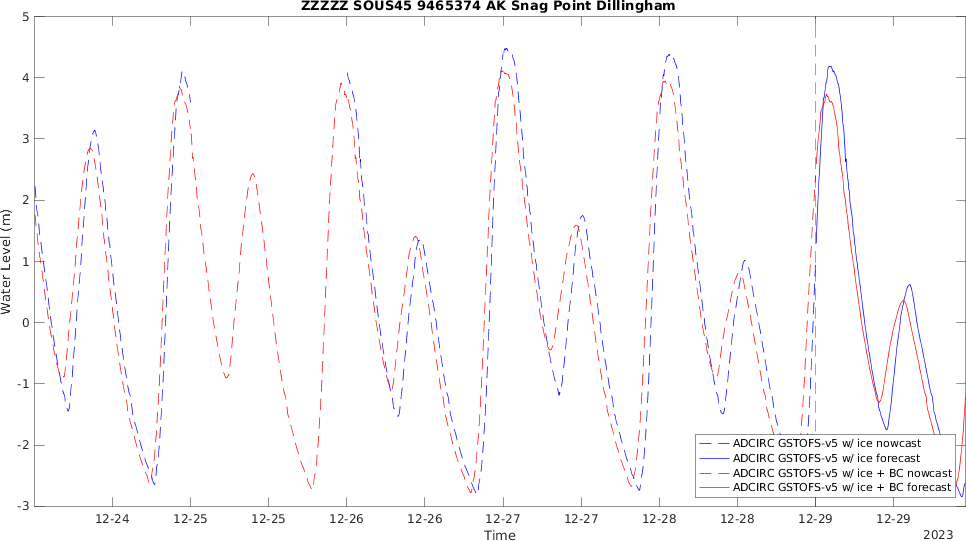 ZZZZZ SOUS45 9465374 AK Snag Point Dillingham
5
4
3
2
1
0
-1
-2
-3
Water Level (m)
ADCIRC GSTOFS-v5 w/ ice nowcast
ADCIRC GSTOFS-v5 w/ ice forecast
ADCIRC GSTOFS-v5 w/ ice + BC nowcast
ADCIRC GSTOFS-v5 w/ ice + BC forecast
12-24 12-25 12-25 12-26 12-26 12-27 12-27 12-28 12-28 12-29 12-29
Time
2023